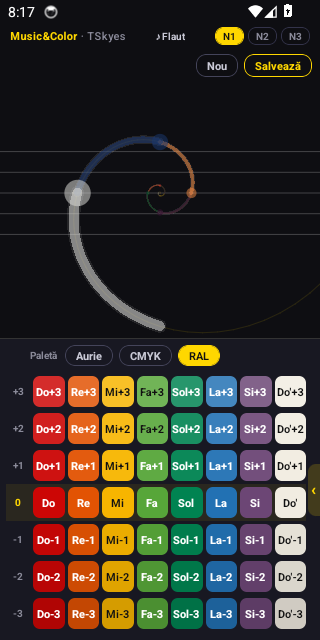 8:17
Music&Color · TSkyes ♪Flaut N1 N2 N3
Nou Salvează
Paletă Aurie CMYK RAL
+3 Do+3 Re+3 Mi+3 Fa+3 Sol+3 La+3 Si+3 Do'+3
+2 Do+2 Re+2 Mi+2 Fa+2 Sol+2 La+2 Si+2 Do'+2
+1 Do+1 Re+1 Mi+1 Fa+1 Sol+1 La+1 Si+1 Do'+1
0 Do Re Mi Fa Sol La Si Do'
-1 Do-1 Re-1 Mi-1 Fa-1 Sol-1 La-1 Si-1 Do'-1
-2 Do-2 Re-2 Mi-2 Fa-2 Sol-2 La-2 Si-2 Do'-2
-3 Do-3 Re-3 Mi-3 Fa-3 Sol-3 La-3 Si-3 Do'-3